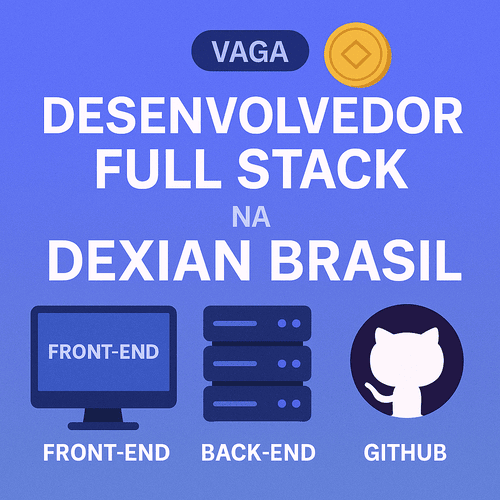 VAGA
DESENVOLVEDOR
FULL STACK
NA
DEXIAN BRASIL
FRONT-END
FRONT-END
BACK-END
GITHUB